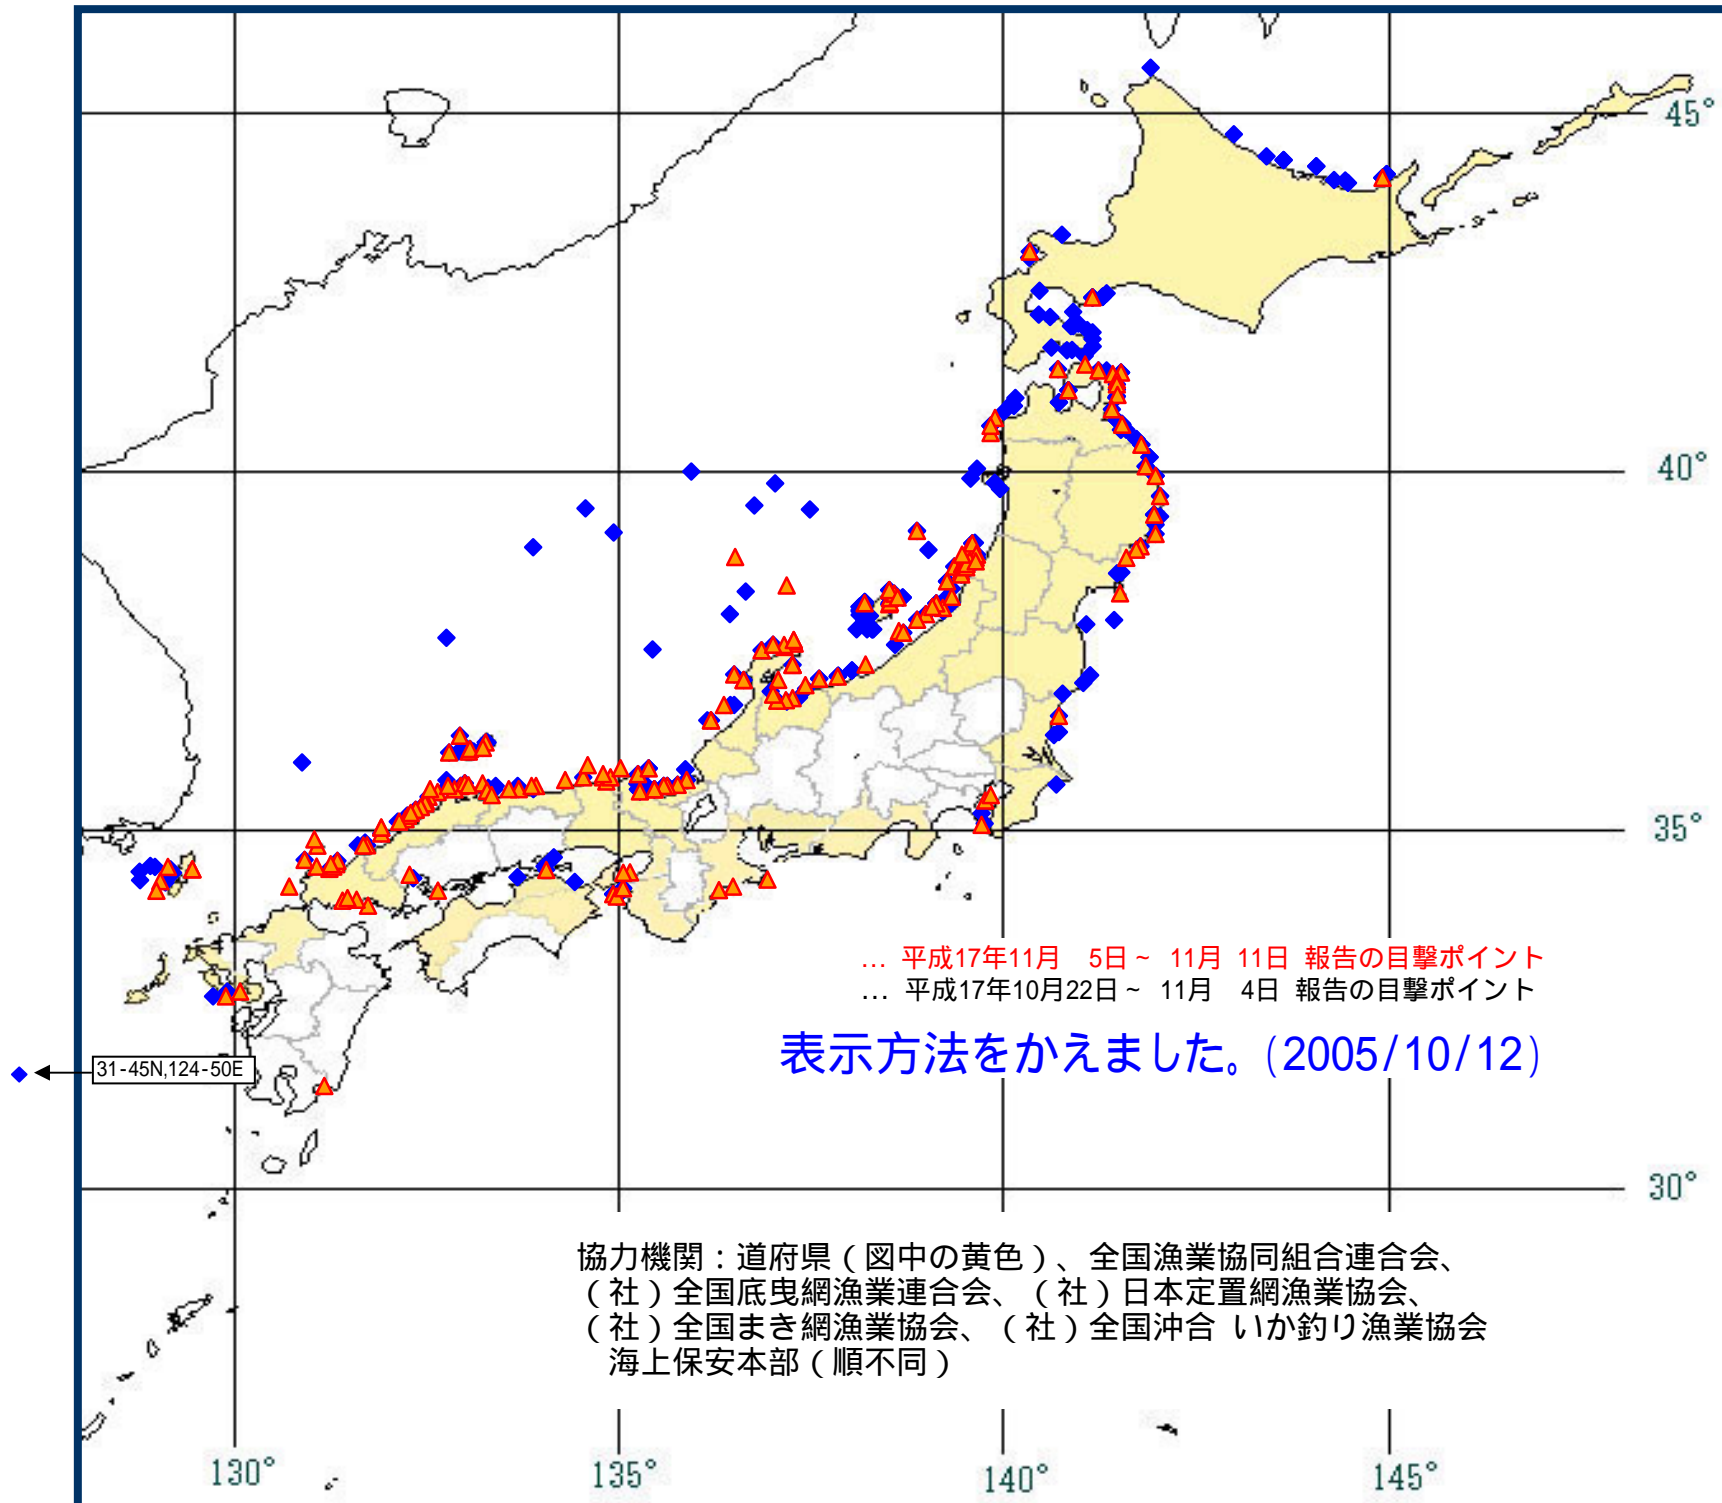 45°
40°
35°
… 平成17年11月　5日~ 11月 11日 報告の目撃ポイント
… 平成17年10月22日~ 11月　4日 報告の目撃ポイント
表示方法をかえました。(2005/10/12)
31-45N,124-50E
30°
協力機関：道府県（図中の黄色）、全国漁業協同組合連合会、
（社）全国底曳網漁業連合会、（社）日本定置網漁業協会、
（社）全国まき網漁業協会、（社）全国沖合 いか釣り漁業協会
海上保安本部（順不同）
130°
135°
140°
145°